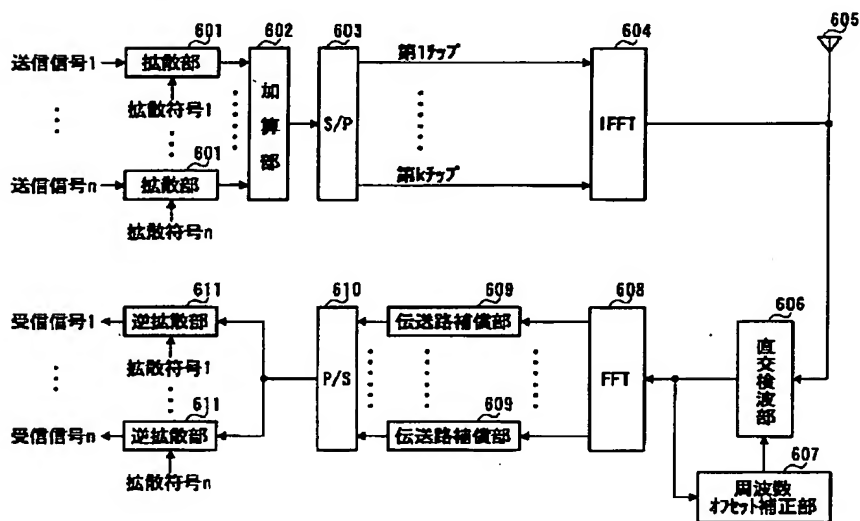 601 602 603 604 605
送信信号1 拡散部 第1チップ
拡散符号1
加算部 S/P IFFT
601
送信信号n 拡散部 第kチップ
拡散符号n
611 610 609 608 606
受信信号1 逆拡散部 伝送路補償部
拡散符号1
P/S FFT 直交検波部
611 609 607
受信信号n 逆拡散部 伝送路補償部
拡散符号n
周波数
オフセット補正部